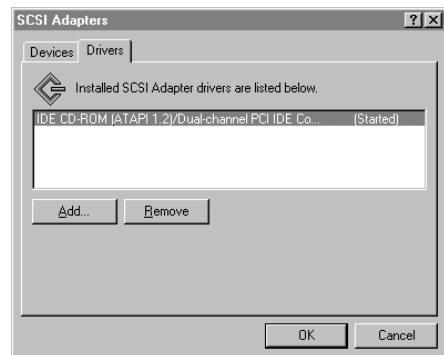 SCSI Adapters
Devices Drivers
Installed SCSI Adapter drivers are listed below.
IDE CD-ROM (ATAPI 1.2)/Dual-channel PCI IDE Co... (Started)
Add... Remove
OK Cancel